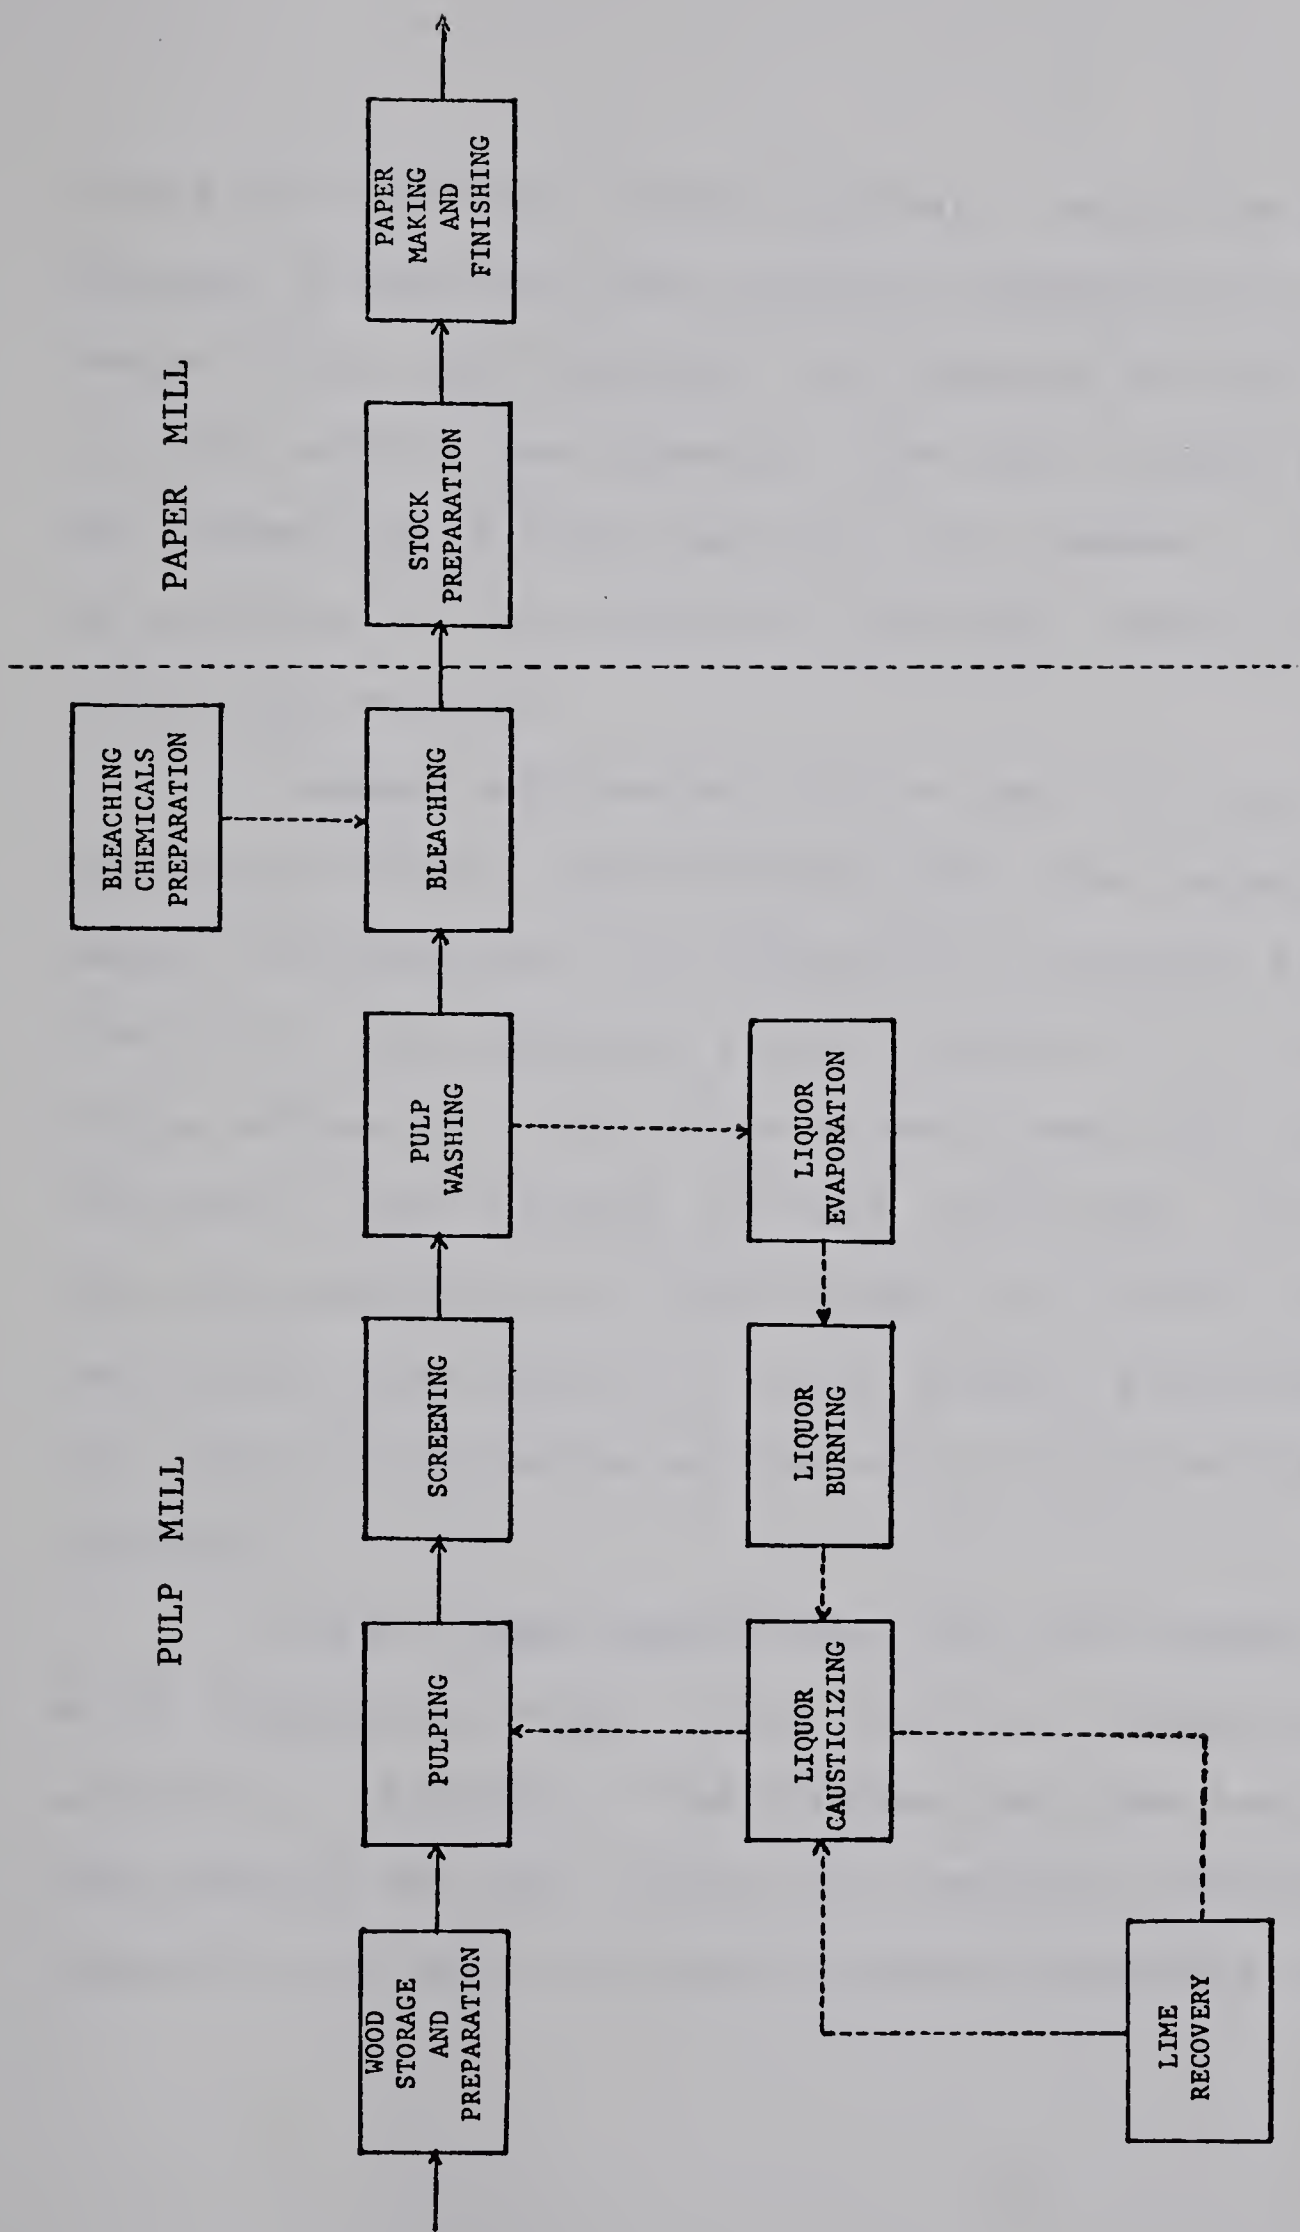 PULP MILL
PAPER MILL
BLEACHING
CHEMICALS
PREPARATION
WOOD
STORAGE
AND
PREPARATION
PULPING
SCREENING
PULP
WASHING
BLEACHING
STOCK
PREPARATION
PAPER
MAKING
AND
FINISHING
LIQUOR
CAUSTICIZING
LIQUOR
BURNING
LIQUOR
EVAPORATION
LIME
RECOVERY